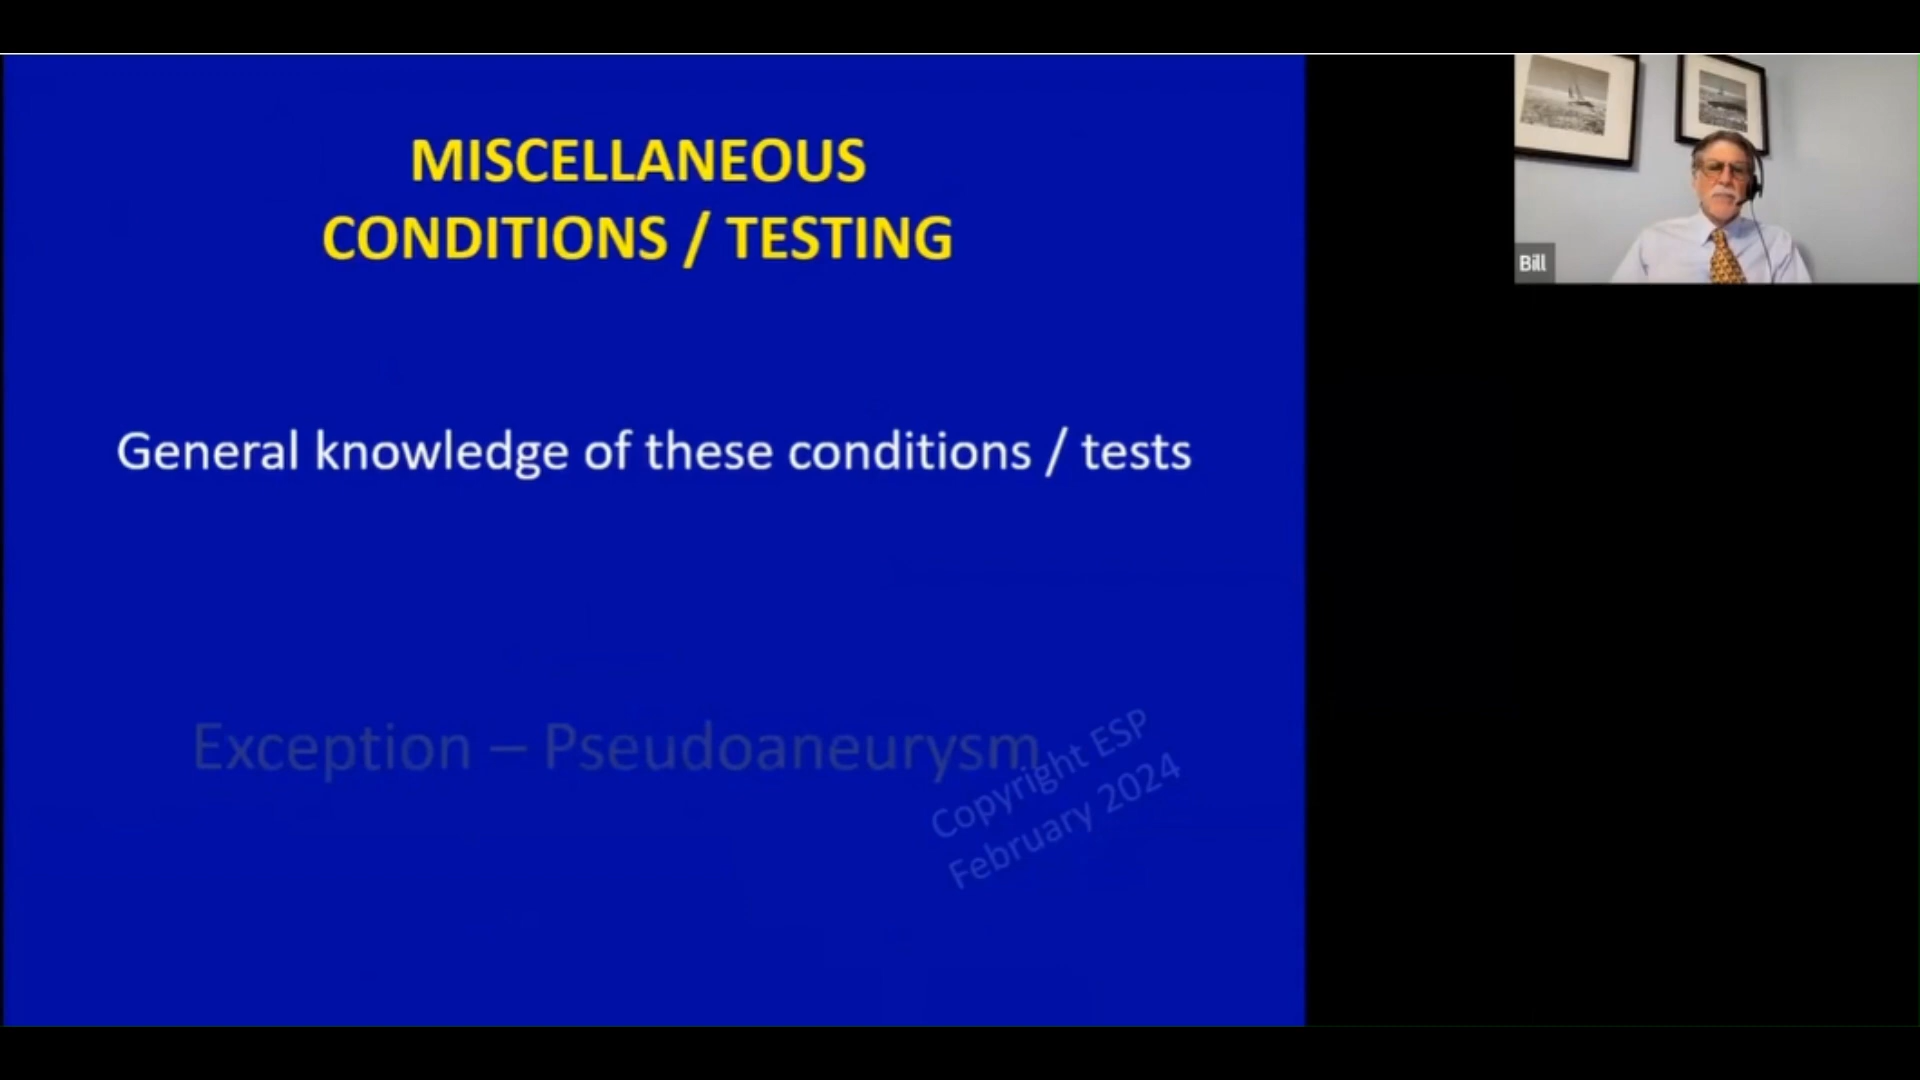 MISCELLANEOUS
CONDITIONS / TESTING
General knowledge of these conditions / tests
Exception – Pseudoaneurysm
Copyright ESP
February 2024
Bill